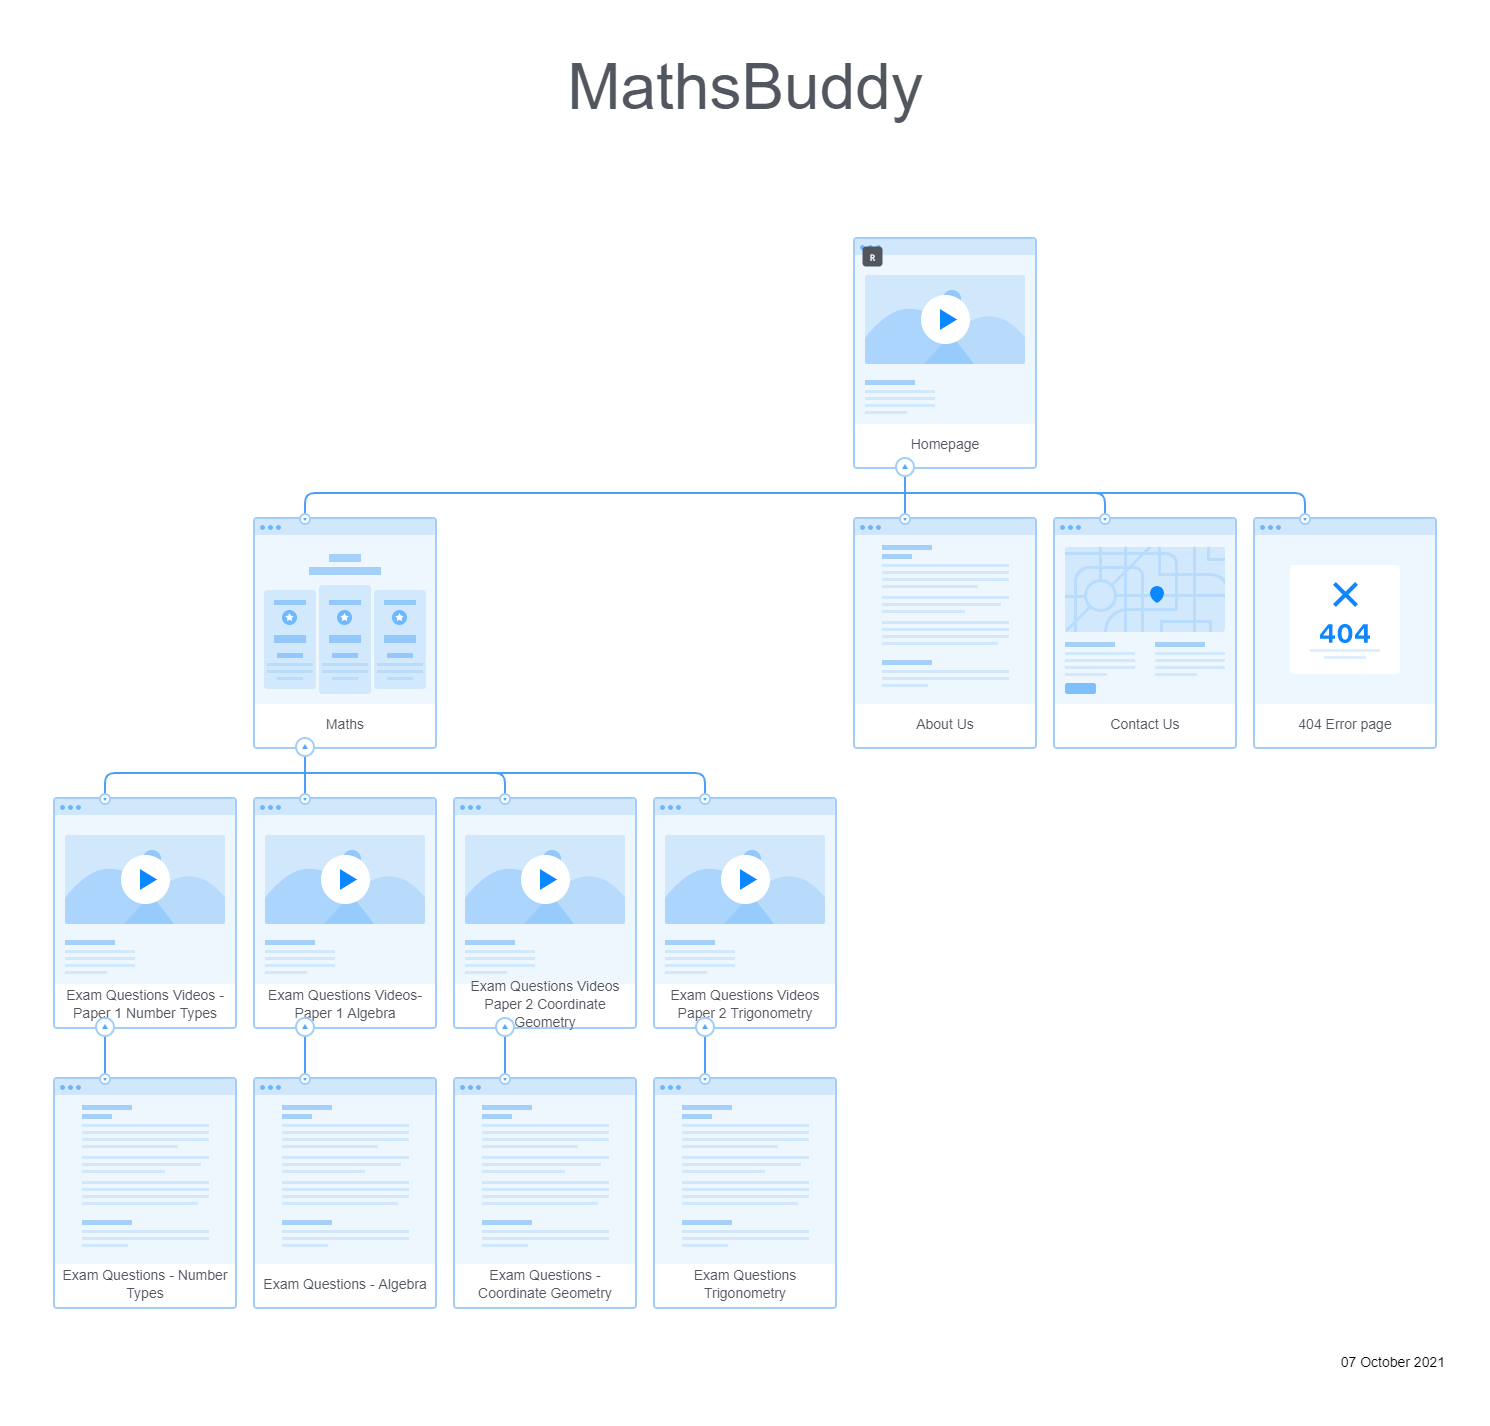 MathsBuddy
R
Homepage
404
Maths
About Us
Contact Us
404 Error page
Exam Questions Videos -
Paper 1 Number Types
Exam Questions Videos-
Paper 1 Algebra
Exam Questions Videos
Paper 2 Coordinate
Geometry
Exam Questions Videos
Paper 2 Trigonometry
Exam Questions - Number
Types
Exam Questions - Algebra
Exam Questions -
Coordinate Geometry
Exam Questions
Trigonometry
07 October 2021